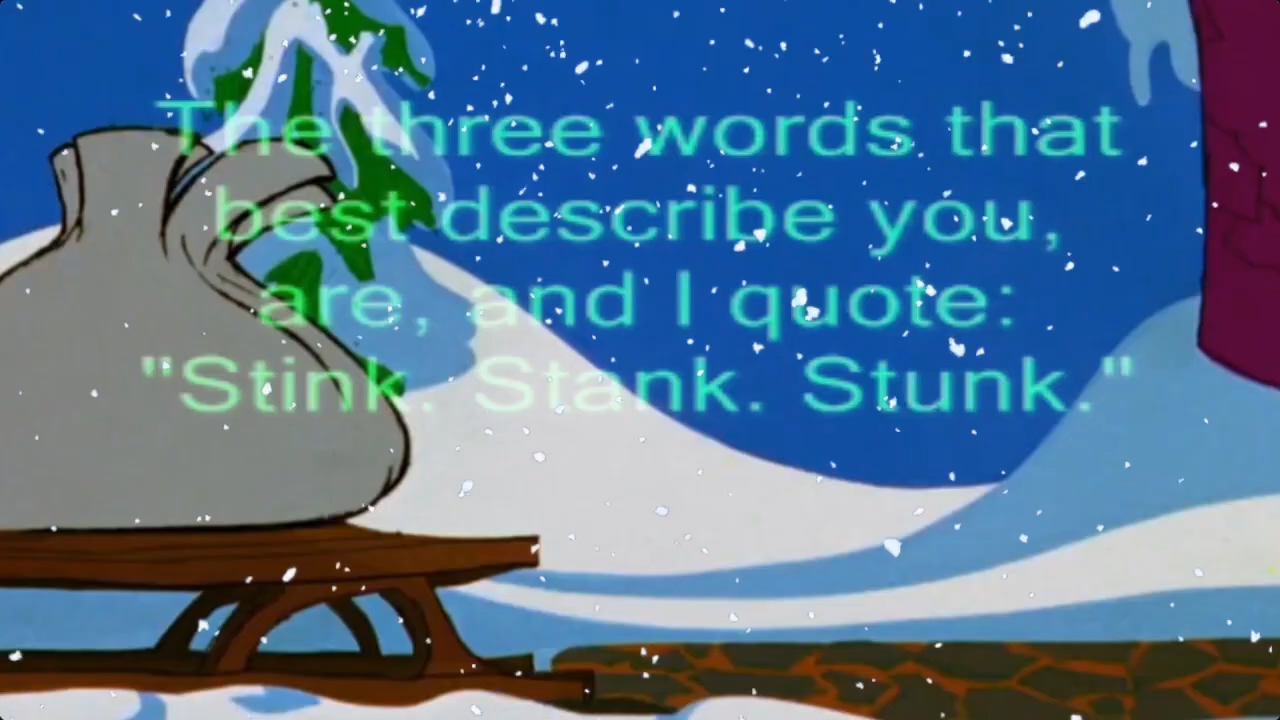 The three words that
best describe you,
are, and I quote:
"Stink. Stank. Stunk."